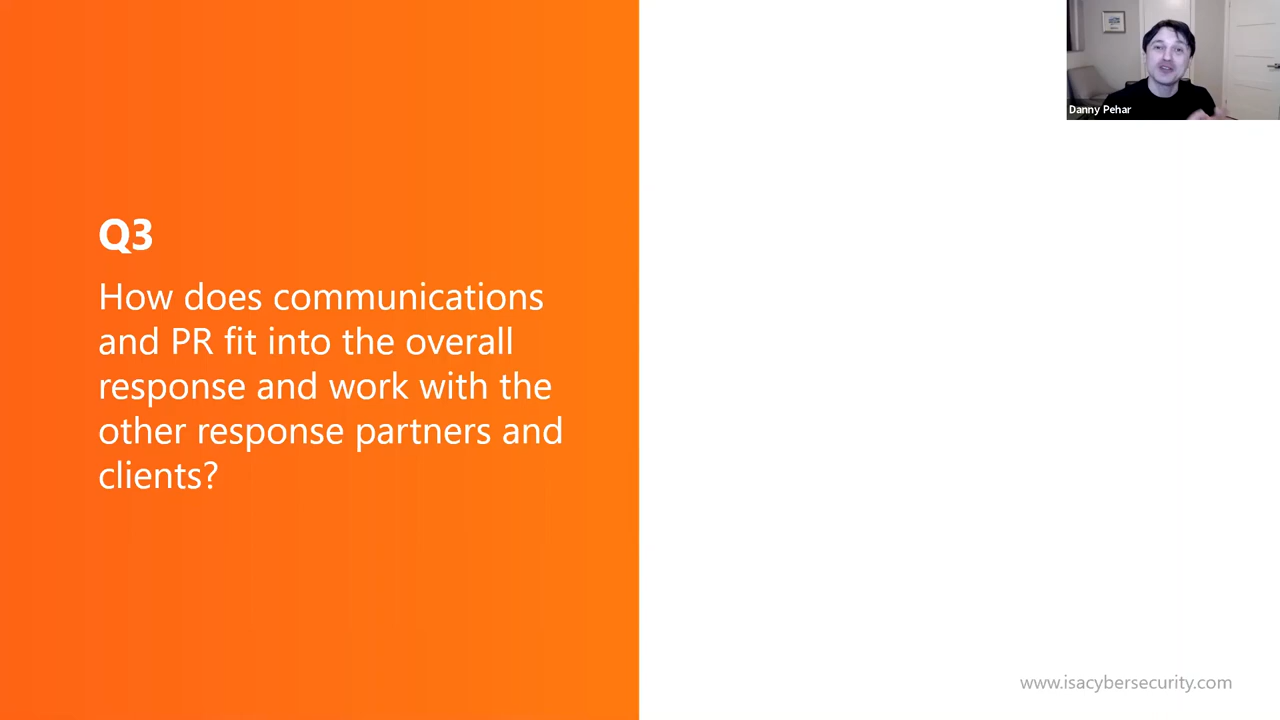 Danny Pehar
Q3
How does communications
and PR fit into the overall
response and work with the
other response partners and
clients?
www.isacybersecurity.com